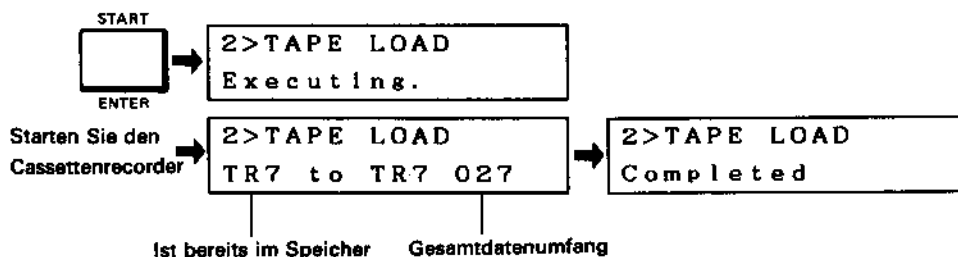 START
2>TAPE LOAD
Executing.
ENTER
Starten Sie den
Cassettenrecorder
2>TAPE LOAD
TR7 to TR7 027
2>TAPE LOAD
Completed
Ist bereits im Speicher
Gesamtdatenumfang